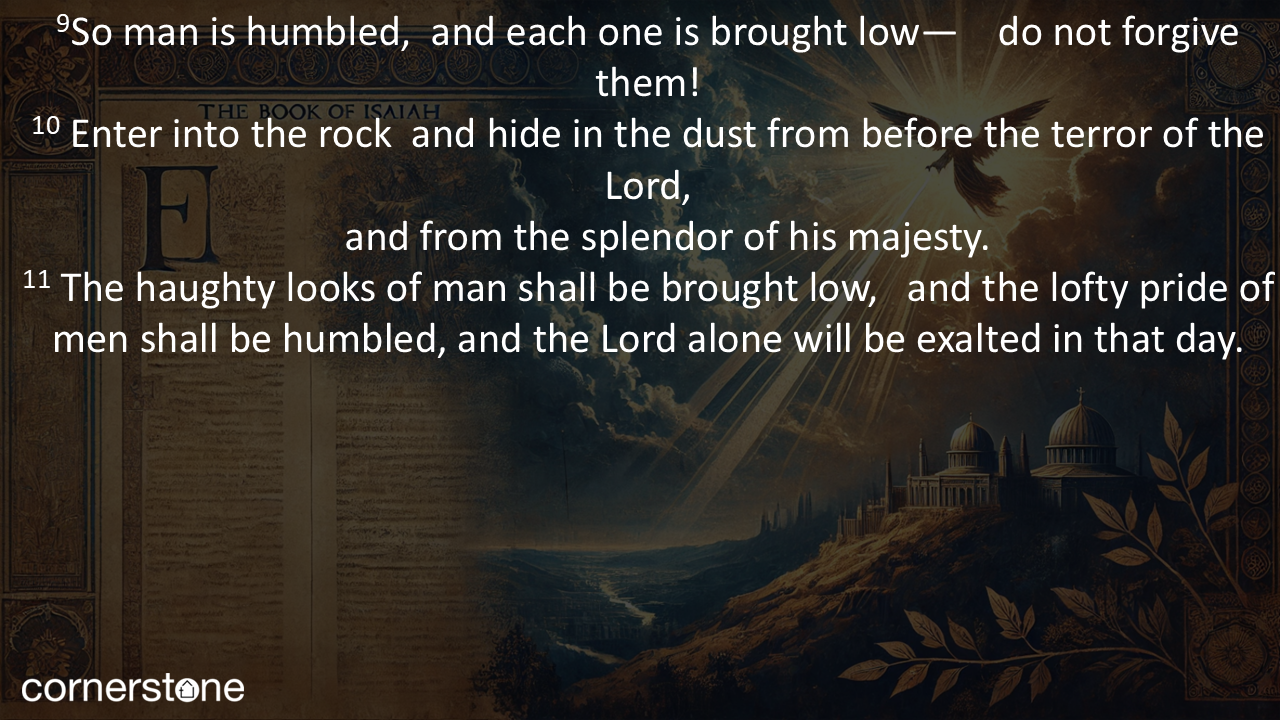 9So man is humbled, and each one is brought low— do not forgive
them!
THE BOOK OF ISAIAH
10 Enter into the rock and hide in the dust from before the terror of the
Lord,
E
and from the splendor of his majesty.
11 The haughty looks of man shall be brought low, and the lofty pride of
men shall be humbled, and the Lord alone will be exalted in that day.
cornerstone